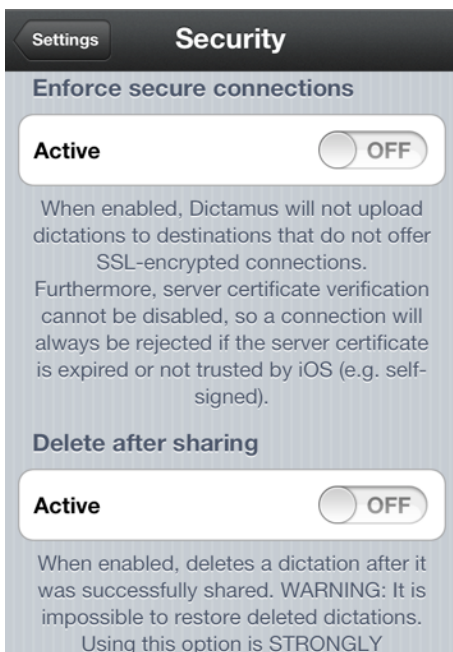 Settings
Security
Enforce secure connections
Active
OFF
When enabled, Dictamus will not upload
dictations to destinations that do not offer
SSL-encrypted connections.
Furthermore, server certificate verification
cannot be disabled, so a connection will
always be rejected if the server certificate
is expired or not trusted by iOS (e.g. self-
signed).
Delete after sharing
Active
OFF
When enabled, deletes a dictation after it
was successfully shared. WARNING: It is
impossible to restore deleted dictations.
Using this option is STRONGLY